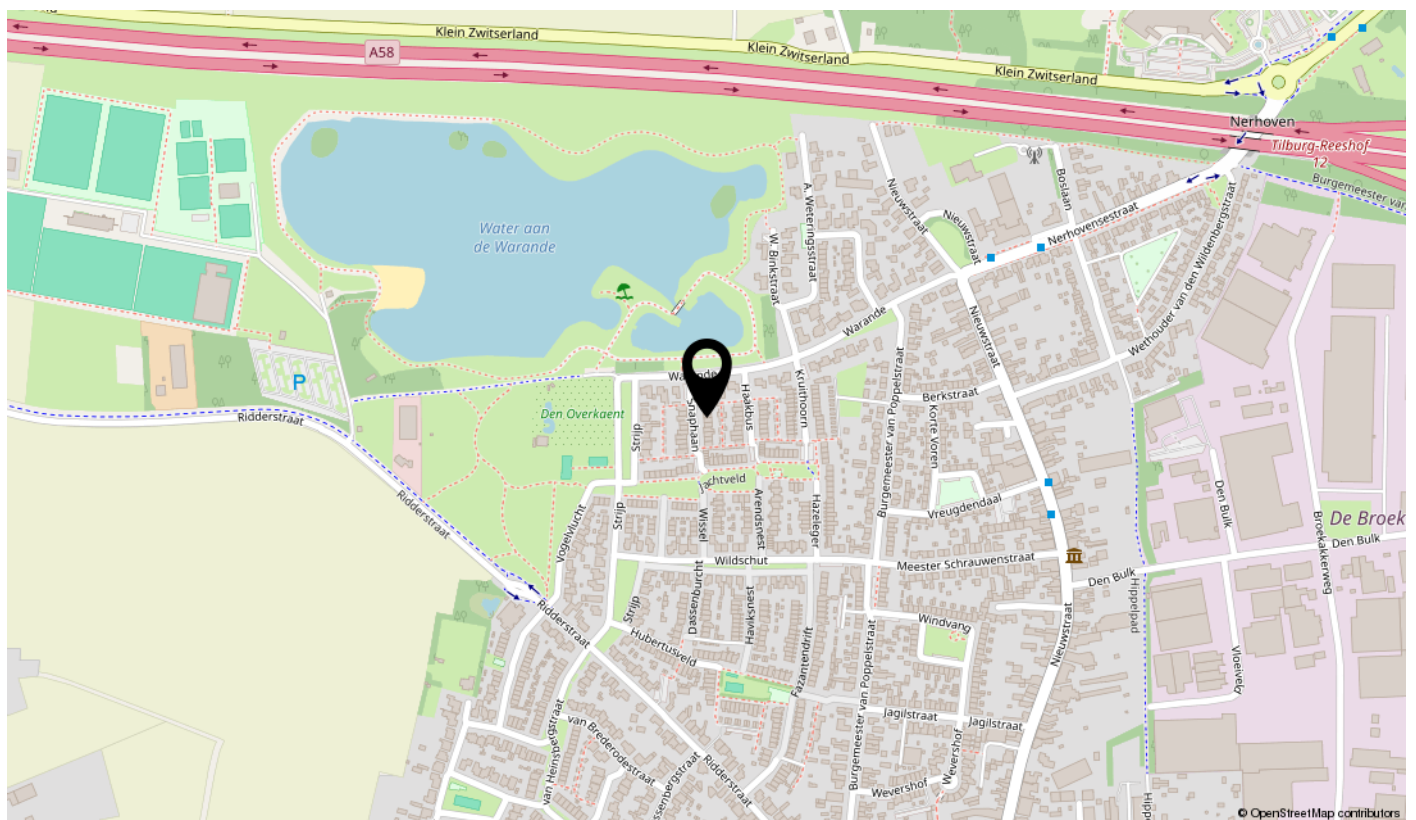 Klein Zwitserland
Klein Zwitserland
Klein Zwitserland
A58
Nerhoven
Tilburg-Reeshof
12
Burgemeester van
Water aan
de Warande
A. Weteringsstraat
W. Binkstraat
Nieuwstraat
Nieuwstraat
Boslaan
Nerhovensestraat
Wethouder van den Wildenbergstraat
Nieuwstraat
Warande
Burgemeester van Poppelstraat
Kruithoorn
P
Ridderstraat
Den Overkaent
Strijp
Snaphaan
Haakbus
Berkstraat
Korte Voren
Jachtveld
Vreugdendaal
Den Bulk
De Broek
Broekakkerweg
Den Bulk
Ridderstraat
Vogelvlucht
Strijp
Wissel
Arendsnest
Hazeleger
Wildschut
Meester Schrauwenstraat
Den Bulk
Hippelpad
Ridderstraat
Strijp
Dassenburcht
Haviksnest
Hubertusveld
Fazantendrift
Burgemeester van Poppelstraat
Windvang
Nieuwstraat
Vloeiveld
Jagilstraat
Jagilstraat
van Heinsbergstraat
van Brederodestraat
Ridderstraat
Wevershof
Wevershof
© OpenStreetMap contributors